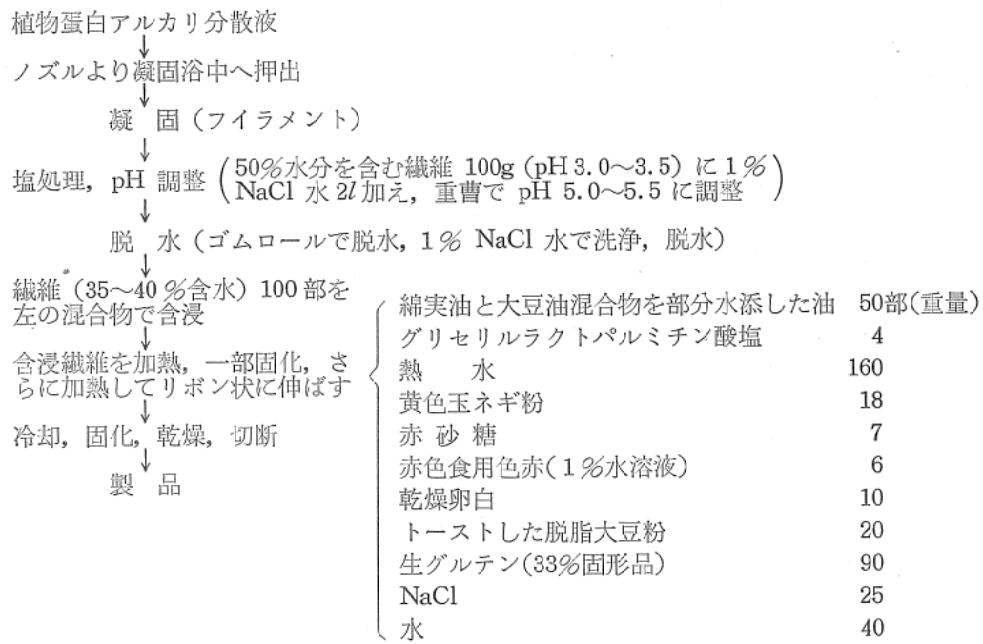 植物蛋白アルカリ分散液
↓
ノズルより凝固浴中へ押出
↓
凝　固（フイラメント）
↓
塩処理，pH 調整（50％水分を含む繊維 100g (pH 3.0〜3.5) に 1％
NaCl 水 2l 加え，重曹で pH 5.0〜5.5 に調整）
↓
脱　水（ゴムロールで脱水，1％ NaCl 水で洗浄，脱水）
↓
繊維（35〜40％含水）100 部を
左の混合物で含浸
↓
含浸繊維を加熱，一部固化，さ
らに加熱してリボン状に伸ばす
↓
冷却，固化，乾燥，切断
↓
製　品
綿実油と大豆油混合物を部分水添した油　50部(重量)
グリセリルラクトパルミチン酸塩　4
熱　水　160
黄色玉ネギ粉　18
赤 砂 糖　7
赤色食用色赤(1％水溶液)　6
乾燥卵白　10
トーストした脱脂大豆粉　20
生グルテン(33％固形品)　90
NaCl　25
水　40